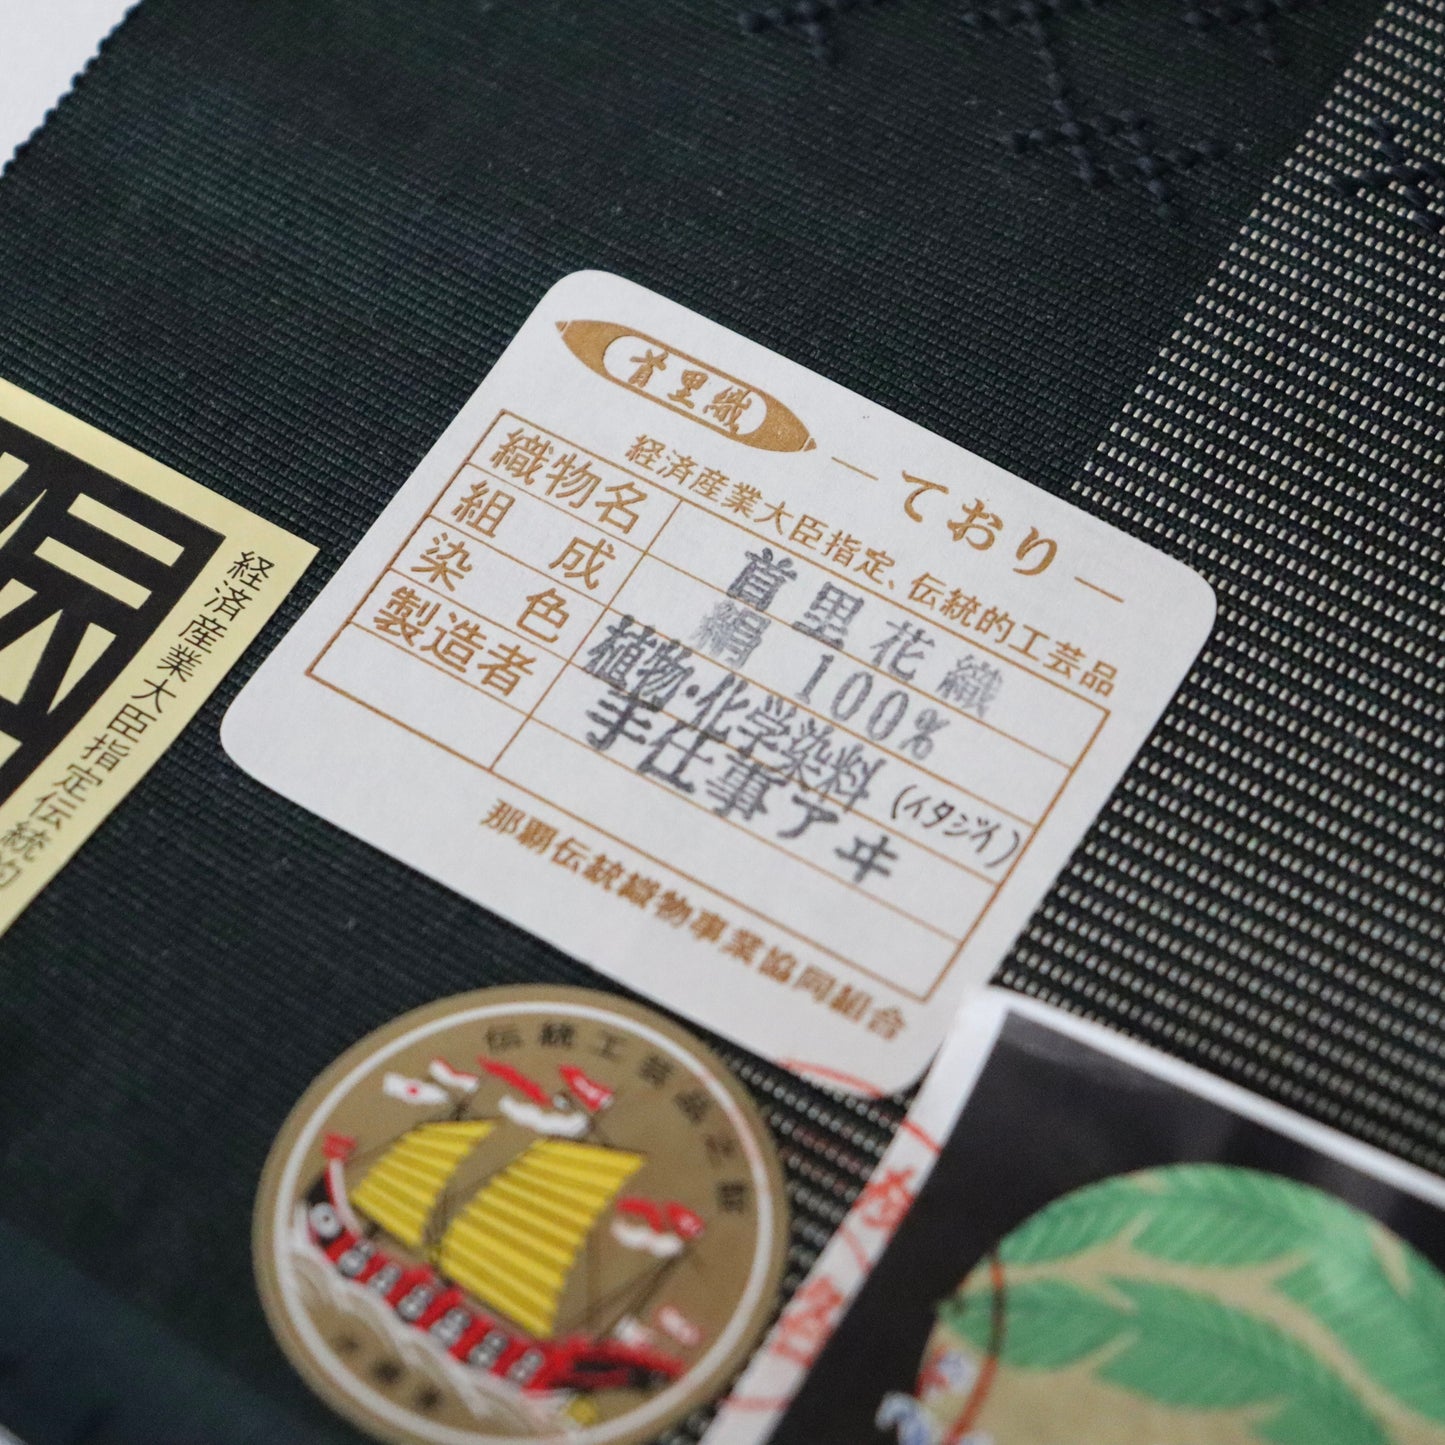 首里織
— ており —
経済産業大臣指定、伝統的工芸品
織物名 首里花織
組成 絹 100%
染色 植物・化学染料 (イタジイ)
製造者 手仕事アヰ
那覇伝統織物事業協同組合
伝
経済産業大臣指定伝統的
伝統工芸品之証